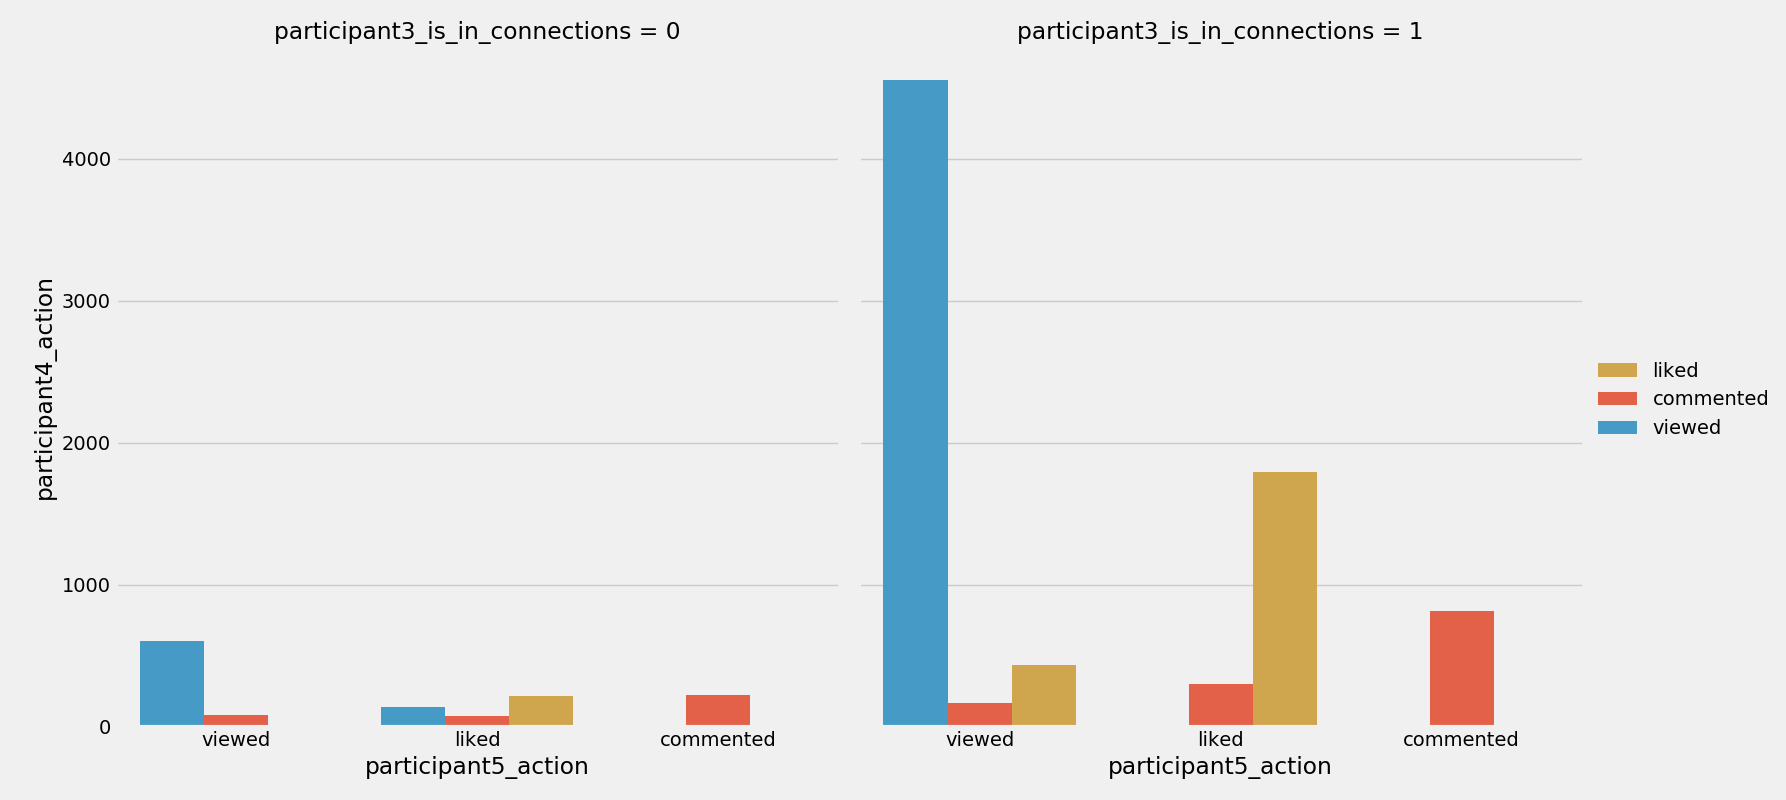 participant3_is_in_connections = 0
participant3_is_in_connections = 1
participant4_action
4000
3000
2000
1000
0
viewed
liked
commented
viewed
liked
commented
participant5_action
participant5_action
liked
commented
viewed